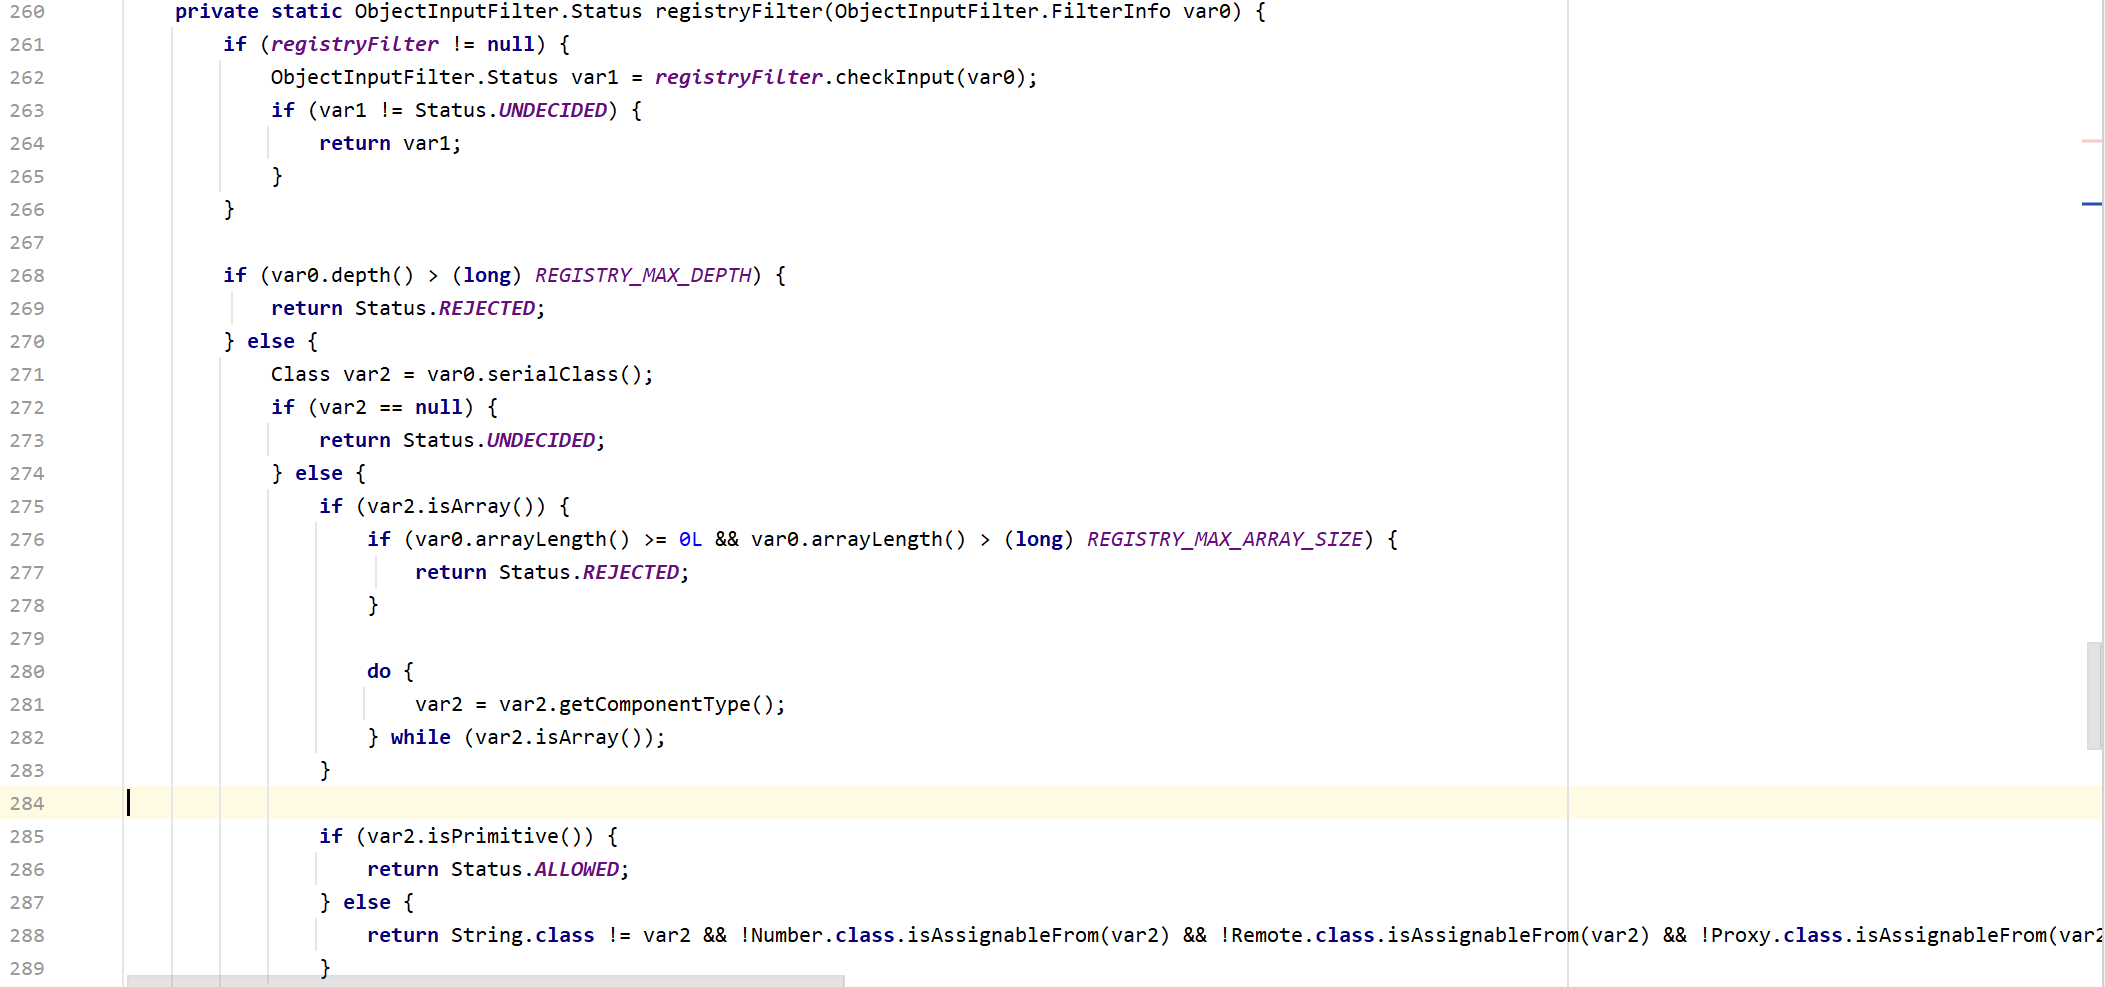 260 private static ObjectInputFilter.Status registryFilter(ObjectInputFilter.FilterInfo var0) {
261 if (registryFilter != null) {
262 ObjectInputFilter.Status var1 = registryFilter.checkInput(var0);
263 if (var1 != Status.UNDECIDED) {
264 return var1;
265 }
266 }
267
268 if (var0.depth() > (long) REGISTRY_MAX_DEPTH) {
269 return Status.REJECTED;
270 } else {
271 Class var2 = var0.serialClass();
272 if (var2 == null) {
273 return Status.UNDECIDED;
274 } else {
275 if (var2.isArray()) {
276 if (var0.arrayLength() >= 0L && var0.arrayLength() > (long) REGISTRY_MAX_ARRAY_SIZE) {
277 return Status.REJECTED;
278 }
279
280 do {
281 var2 = var2.getComponentType();
282 } while (var2.isArray());
283 }
284
285 if (var2.isPrimitive()) {
286 return Status.ALLOWED;
287 } else {
288 return String.class != var2 && !Number.class.isAssignableFrom(var2) && !Remote.class.isAssignableFrom(var2) && !Proxy.class.isAssignableFrom(var2
289 }